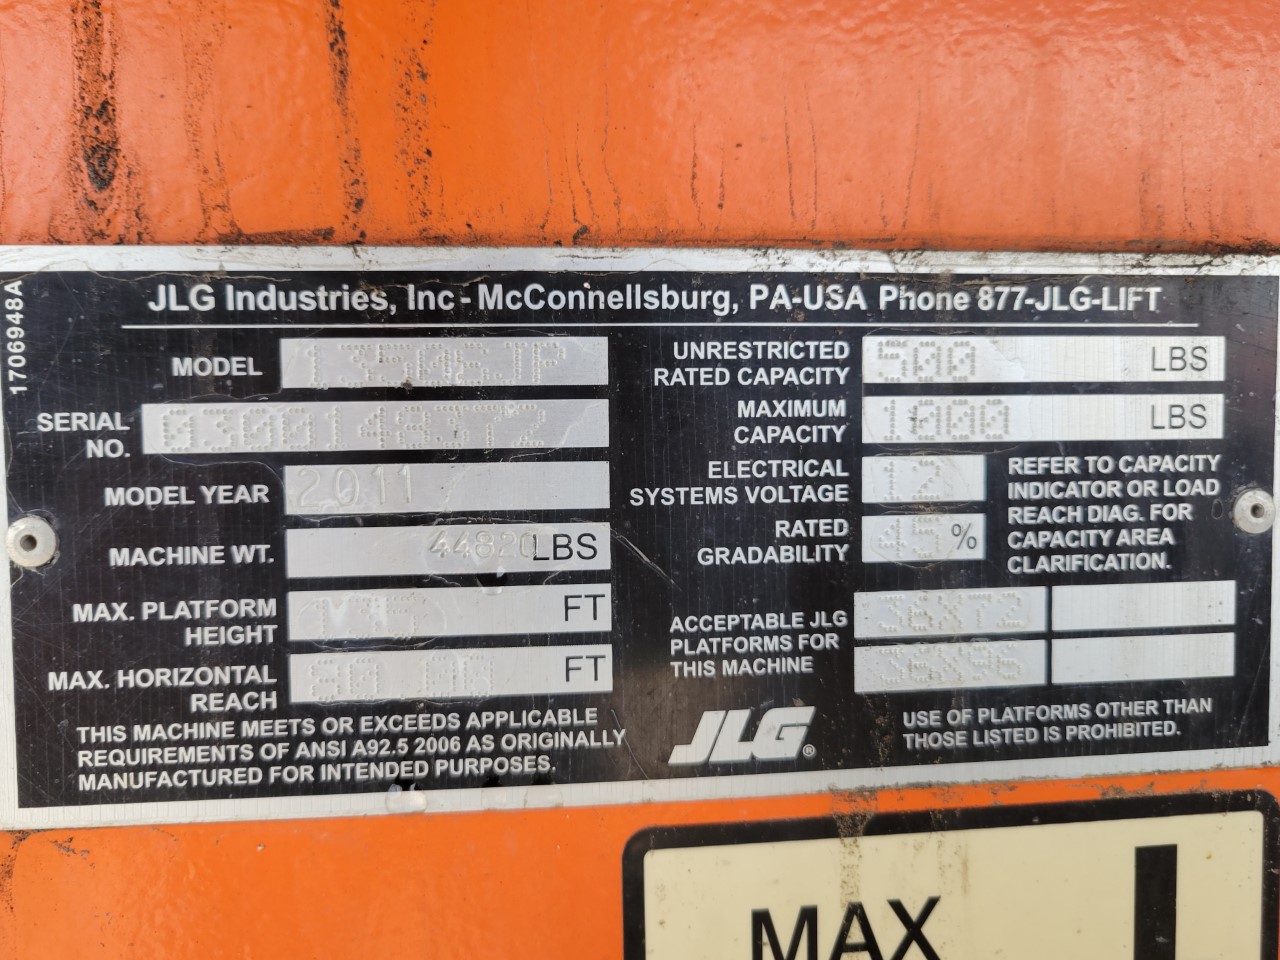 1706948A
JLG Industries, Inc - McConnellsburg, PA-USA Phone 877-JLG-LIFT
MODEL 1350SJP
SERIAL NO. 0300148372
MODEL YEAR 2011
MACHINE WT. 44820 LBS
MAX. PLATFORM HEIGHT 135 FT
MAX. HORIZONTAL REACH 80.06 FT
THIS MACHINE MEETS OR EXCEEDS APPLICABLE
REQUIREMENTS OF ANSI A92.5 2006 AS ORIGINALLY
MANUFACTURED FOR INTENDED PURPOSES.
UNRESTRICTED RATED CAPACITY 500 LBS
MAXIMUM CAPACITY 1000 LBS
ELECTRICAL SYSTEMS VOLTAGE 12
RATED GRADABILITY 45 %
REFER TO CAPACITY
INDICATOR OR LOAD
REACH DIAG. FOR
CAPACITY AREA
CLARIFICATION.
ACCEPTABLE JLG
PLATFORMS FOR
THIS MACHINE
36X72
36X96
JLG®
USE OF PLATFORMS OTHER THAN
THOSE LISTED IS PROHIBITED.
MAX